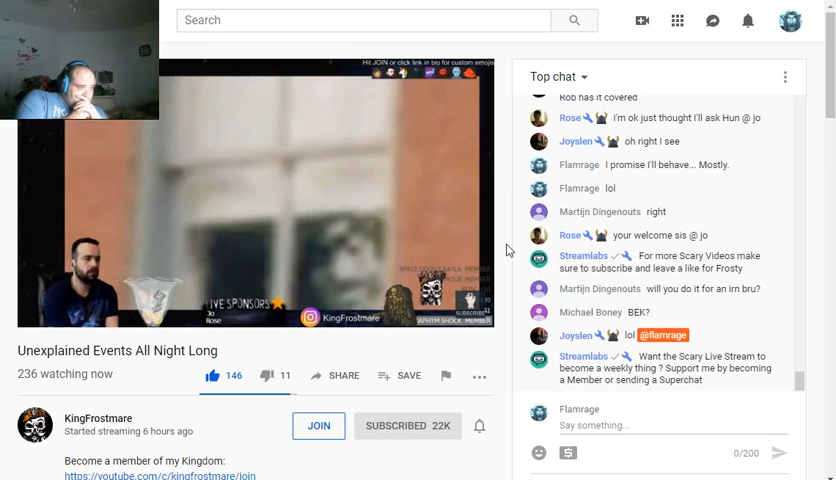 Search
Hit JOIN or click link in bio for custom emojis
LIVE SPONSORS
Jo
Rose
KingFrostmare
SUBSCRIBE
Unexplained Events All Night Long
236 watching now
146
11
SHARE
SAVE
KingFrostmare
Started streaming 6 hours ago
JOIN
SUBSCRIBED 22K
Become a member of my Kingdom:
https://youtube.com/c/kingfrostmare/join
Top chat
Rob has it covered
Rose I'm ok just thought I'll ask Hun @ jo
Joyslen oh right I see
Flamrage I promise I'll behave... Mostly.
Flamrage lol
Martijn Dingenouts right
Rose your welcome sis @ jo
Streamlabs For more Scary Videos make
sure to subscribe and leave a like for Frosty
Martijn Dingenouts will you do it for an irn bru?
Michael Boney BEK?
Joyslen lol @flamrage
Streamlabs Want the Scary Live Stream to
become a weekly thing ? Support me by becoming
a Member or sending a Superchat
Flamrage
Say something...
0/200